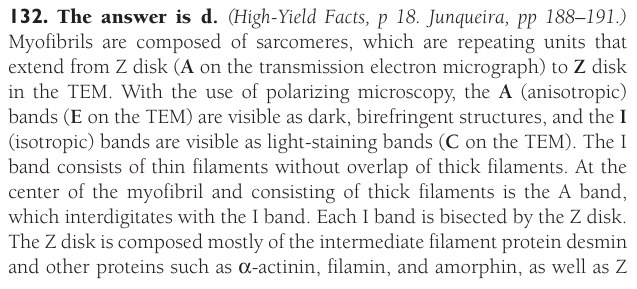 132. The answer is d. (High-Yield Facts, p 18. Junqueira, pp 188–191.)
Myofibrils are composed of sarcomeres, which are repeating units that
extend from Z disk (A on the transmission electron micrograph) to Z disk
in the TEM. With the use of polarizing microscopy, the A (anisotropic)
bands (E on the TEM) are visible as dark, birefringent structures, and the I
(isotropic) bands are visible as light-staining bands (C on the TEM). The I
band consists of thin filaments without overlap of thick filaments. At the
center of the myofibril and consisting of thick filaments is the A band,
which interdigitates with the I band. Each I band is bisected by the Z disk.
The Z disk is composed mostly of the intermediate filament protein desmin
and other proteins such as α-actinin, filamin, and amorphin, as well as Z